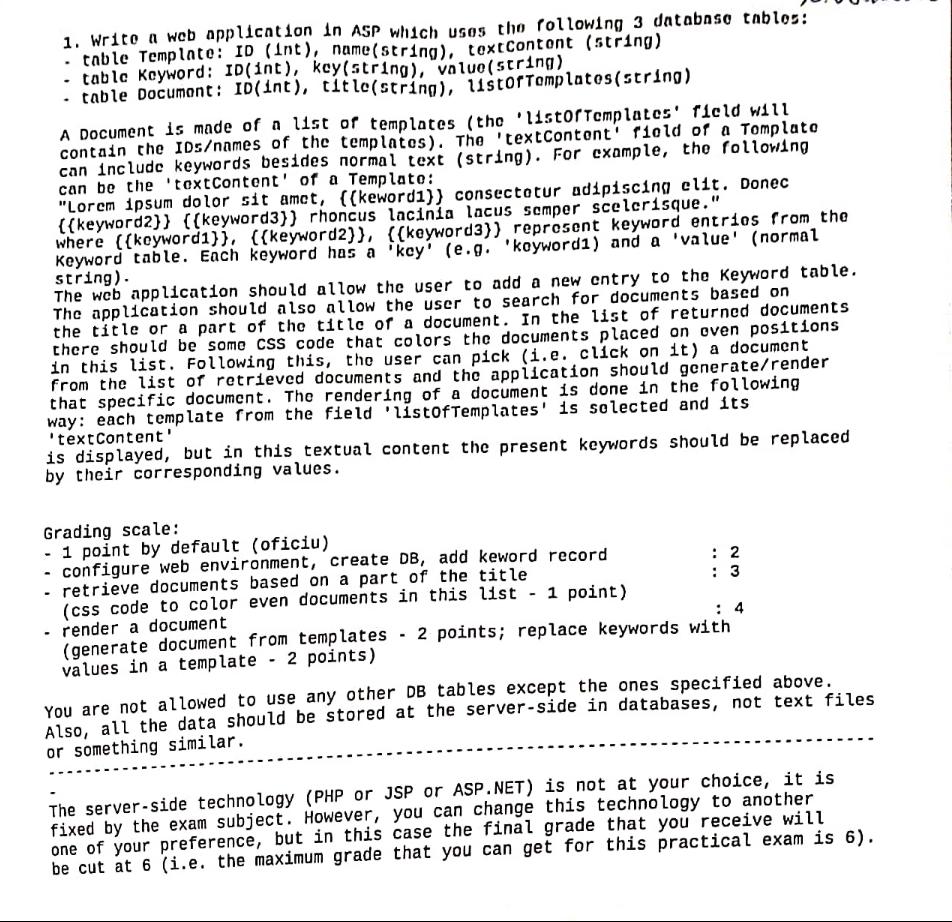 1. Write a web application in ASP which uses the following 3 database tables:
- table Template: ID (int), name(string), textContent (string)
- table Keyword: ID(int), key(string), value(string)
- table Document: ID(int), title(string), listOfTemplates(string)
A Document is made of a list of templates (the 'listOfTemplates' field will
contain the IDs/names of the templates). The 'textContent' field of a Template
can include keywords besides normal text (string). For example, the following
can be the 'textContent' of a Template:
"Lorem ipsum dolor sit amet, {{keword1}} consectetur adipiscing elit. Donec
{{keyword2}} {{keyword3}} rhoncus lacinia lacus semper scelerisque."
where {{keyword1}}, {{keyword2}}, {{keyword3}} represent keyword entries from the
Keyword table. Each keyword has a 'key' (e.g. 'keyword1) and a 'value' (normal
string).
The web application should allow the user to add a new entry to the Keyword table.
The application should also allow the user to search for documents based on
the title or a part of the title of a document. In the list of returned documents
there should be some CSS code that colors the documents placed on even positions
in this list. Following this, the user can pick (i.e. click on it) a document
from the list of retrieved documents and the application should generate/render
that specific document. The rendering of a document is done in the following
way: each template from the field 'listOfTemplates' is selected and its
'textContent'
is displayed, but in this textual content the present keywords should be replaced
by their corresponding values.
Grading scale:
- 1 point by default (oficiu)
- configure web environment, create DB, add keword record : 2
- retrieve documents based on a part of the title : 3
(css code to color even documents in this list - 1 point)
- render a document : 4
(generate document from templates - 2 points; replace keywords with
values in a template - 2 points)
You are not allowed to use any other DB tables except the ones specified above.
Also, all the data should be stored at the server-side in databases, not text files
or something similar.
--------------------------------------------------------------------------------
-
The server-side technology (PHP or JSP or ASP.NET) is not at your choice, it is
fixed by the exam subject. However, you can change this technology to another
one of your preference, but in this case the final grade that you receive will
be cut at 6 (i.e. the maximum grade that you can get for this practical exam is 6).